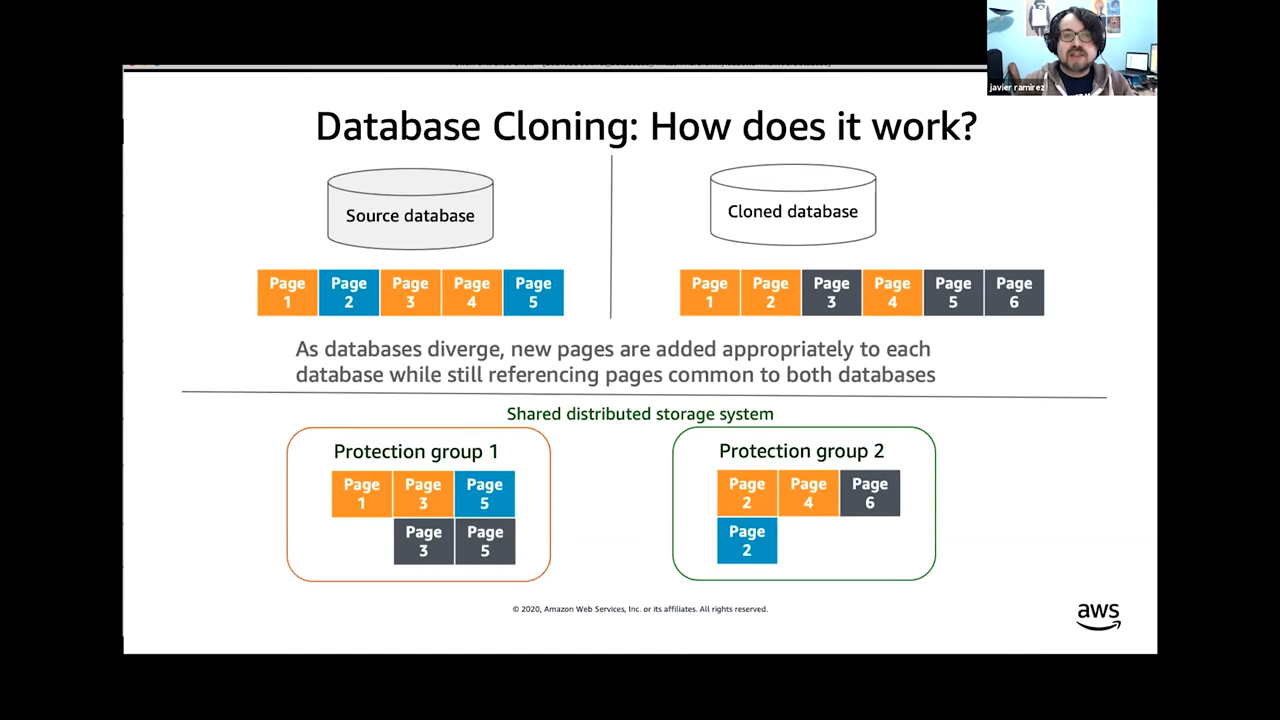 javier ramirez
Database Cloning: How does it work?
Source database
Cloned database
Page 1 Page 2 Page 3 Page 4 Page 5
Page 1 Page 2 Page 3 Page 4 Page 5 Page 6
As databases diverge, new pages are added appropriately to each
database while still referencing pages common to both databases
Shared distributed storage system
Protection group 1
Page 1 Page 3 Page 5
Page 3 Page 5
Protection group 2
Page 2 Page 4 Page 6
Page 2
© 2020, Amazon Web Services, Inc. or its affiliates. All rights reserved.
aws